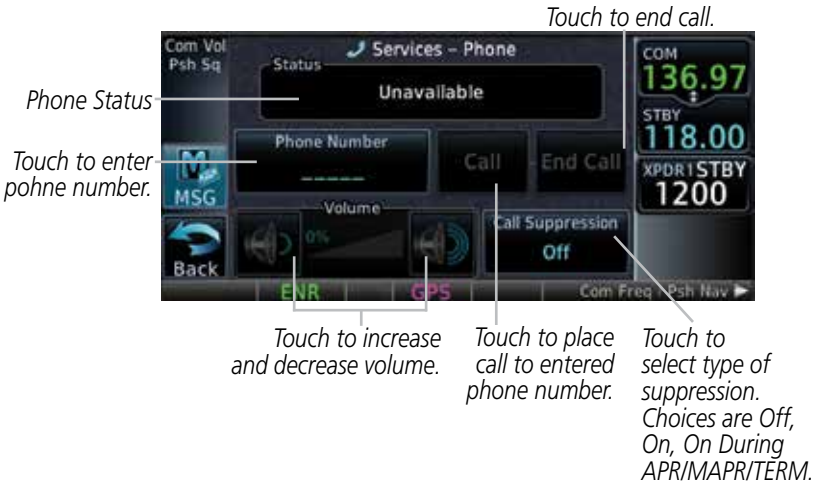 Touch to end call.
Com Vol
Psh Sq
Services – Phone
Status
Unavailable
COM
136.97
STBY
118.00
XPDR1 STBY
1200
Phone Status
Touch to enter
pohne number.
Phone Number
_____
Call
End Call
MSG
Volume
0%
Call Suppression
Off
Back
ENR
GPS
Com Freq
Psh Nav
Touch to increase
and decrease volume.
Touch to place
call to entered
phone number.
Touch to
select type of
suppression.
Choices are Off,
On, On During
APR/MAPR/TERM.